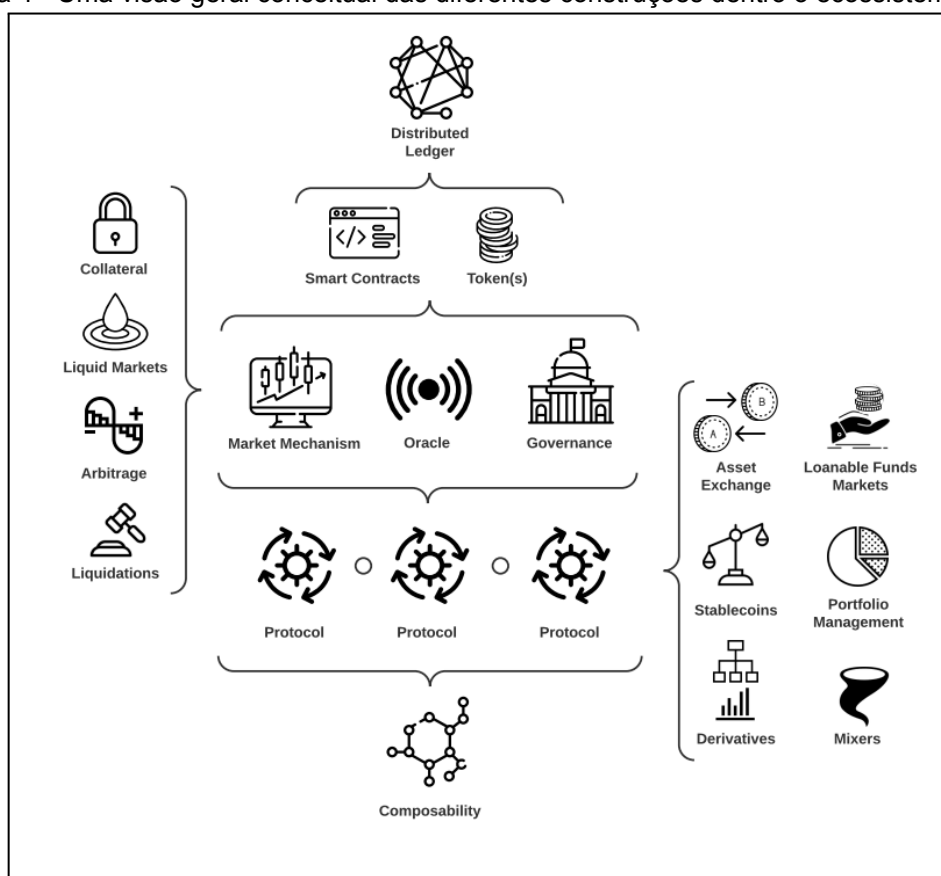 a 4 - Uma visão geral conceitual das diferentes construções dentro o ecossistem
Distributed
Ledger
Smart Contracts
Token(s)
Collateral
Liquid Markets
Arbitrage
Liquidations
Market Mechanism
Oracle
Governance
Protocol
Protocol
Protocol
A
B
Asset
Exchange
Loanable Funds
Markets
Stablecoins
Portfolio
Management
Derivatives
Mixers
Composability